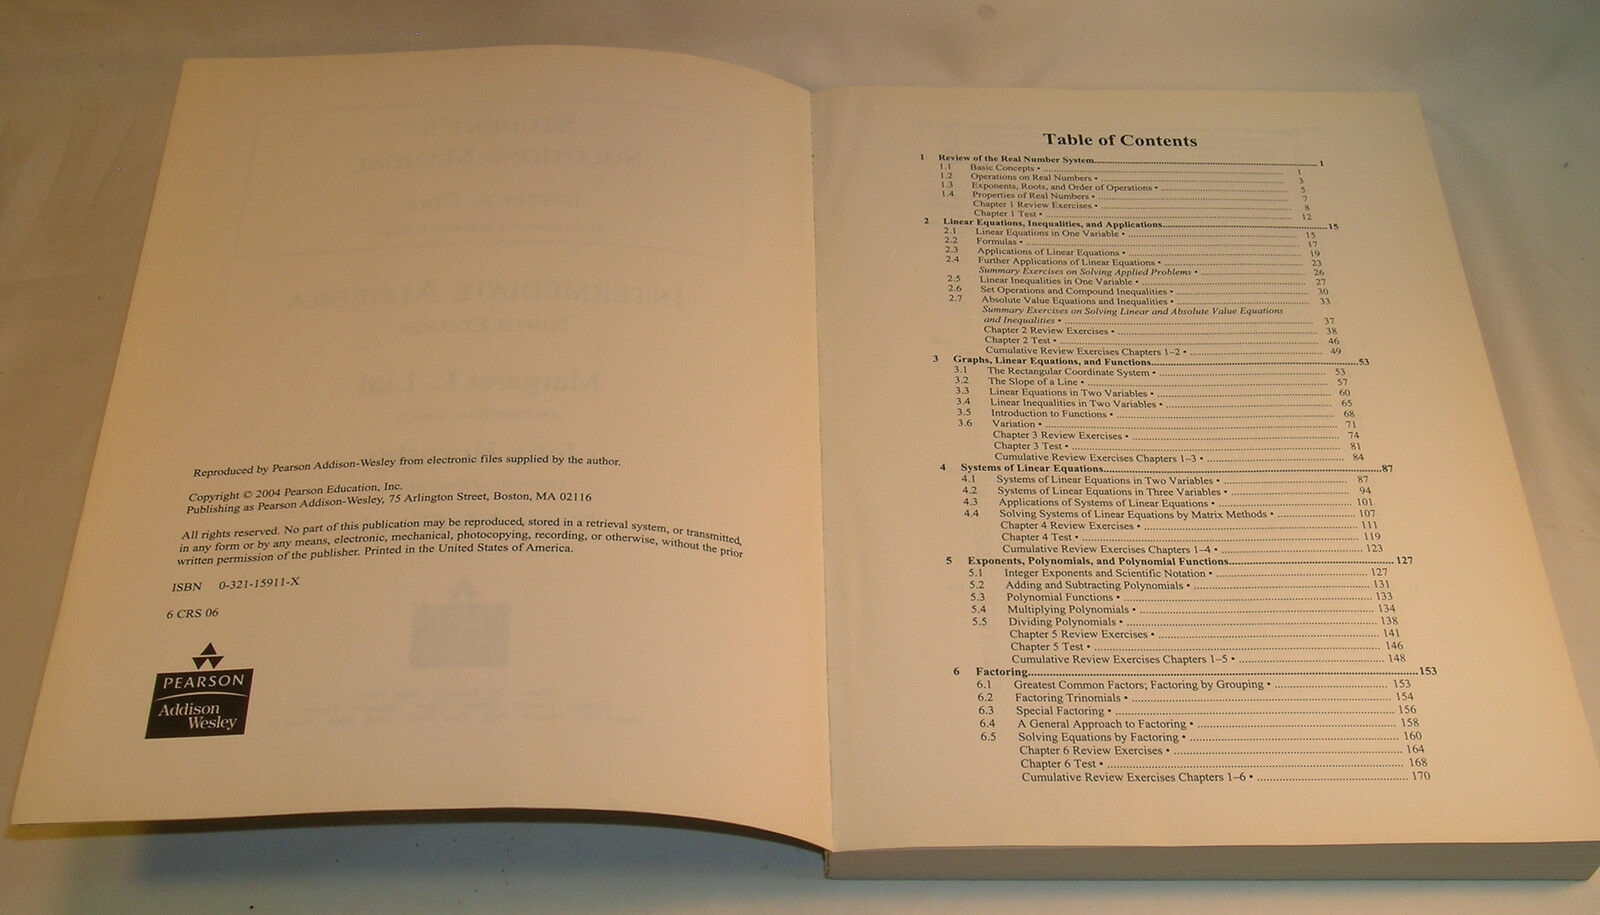 Reproduced by Pearson Addison-Wesley from electronic files supplied by the author.
Copyright © 2004 Pearson Education, Inc.
Publishing as Pearson Addison-Wesley, 75 Arlington Street, Boston, MA 02116
All rights reserved. No part of this publication may be reproduced, stored in a retrieval system, or transmitted,
in any form or by any means, electronic, mechanical, photocopying, recording, or otherwise, without the prior
written permission of the publisher. Printed in the United States of America.
ISBN 0-321-15911-X
6 CRS 06
PEARSON
Addison
Wesley
Table of Contents
1 Review of the Real Number System 1
1.1 Basic Concepts • 1
1.2 Operations on Real Numbers • 3
1.3 Exponents, Roots, and Order of Operations • 5
1.4 Properties of Real Numbers • 7
Chapter 1 Review Exercises • 8
Chapter 1 Test • 12
2 Linear Equations, Inequalities, and Applications 15
2.1 Linear Equations in One Variable • 15
2.2 Formulas • 17
2.3 Applications of Linear Equations • 19
2.4 Further Applications of Linear Equations • 23
Summary Exercises on Solving Applied Problems • 26
2.5 Linear Inequalities in One Variable • 27
2.6 Set Operations and Compound Inequalities • 30
2.7 Absolute Value Equations and Inequalities • 33
Summary Exercises on Solving Linear and Absolute Value Equations
and Inequalities • 37
Chapter 2 Review Exercises • 38
Chapter 2 Test • 46
Cumulative Review Exercises Chapters 1–2 • 49
3 Graphs, Linear Equations, and Functions 53
3.1 The Rectangular Coordinate System • 53
3.2 The Slope of a Line • 57
3.3 Linear Equations in Two Variables • 60
3.4 Linear Inequalities in Two Variables • 65
3.5 Introduction to Functions • 68
3.6 Variation • 71
Chapter 3 Review Exercises • 74
Chapter 3 Test • 81
Cumulative Review Exercises Chapters 1–3 • 84
4 Systems of Linear Equations 87
4.1 Systems of Linear Equations in Two Variables • 87
4.2 Systems of Linear Equations in Three Variables • 94
4.3 Applications of Systems of Linear Equations • 101
4.4 Solving Systems of Linear Equations by Matrix Methods • 107
Chapter 4 Review Exercises • 111
Chapter 4 Test • 119
Cumulative Review Exercises Chapters 1–4 • 123
5 Exponents, Polynomials, and Polynomial Functions 127
5.1 Integer Exponents and Scientific Notation • 127
5.2 Adding and Subtracting Polynomials • 131
5.3 Polynomial Functions • 133
5.4 Multiplying Polynomials • 134
5.5 Dividing Polynomials • 138
Chapter 5 Review Exercises • 141
Chapter 5 Test • 146
Cumulative Review Exercises Chapters 1–5 • 148
6 Factoring 153
6.1 Greatest Common Factors; Factoring by Grouping • 153
6.2 Factoring Trinomials • 154
6.3 Special Factoring • 156
6.4 A General Approach to Factoring • 158
6.5 Solving Equations by Factoring • 160
Chapter 6 Review Exercises • 164
Chapter 6 Test • 168
Cumulative Review Exercises Chapters 1–6 • 170